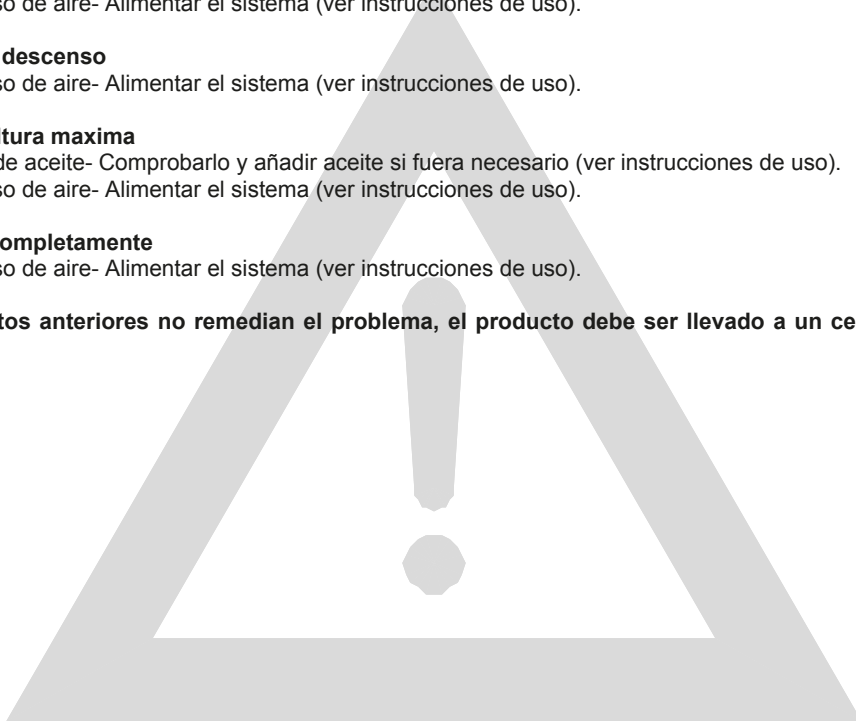 so de aire- Alimentar el sistema (ver instrucciones de uso).
descenso
so de aire- Alimentar el sistema (ver instrucciones de uso).
ltura maxima
de aceite- Comprobarlo y añadir aceite si fuera necesario (ver instrucciones de uso).
so de aire- Alimentar el sistema (ver instrucciones de uso).
ompletamente
so de aire- Alimentar el sistema (ver instrucciones de uso).
tos anteriores no remedian el problema, el producto debe ser llevado a un ce